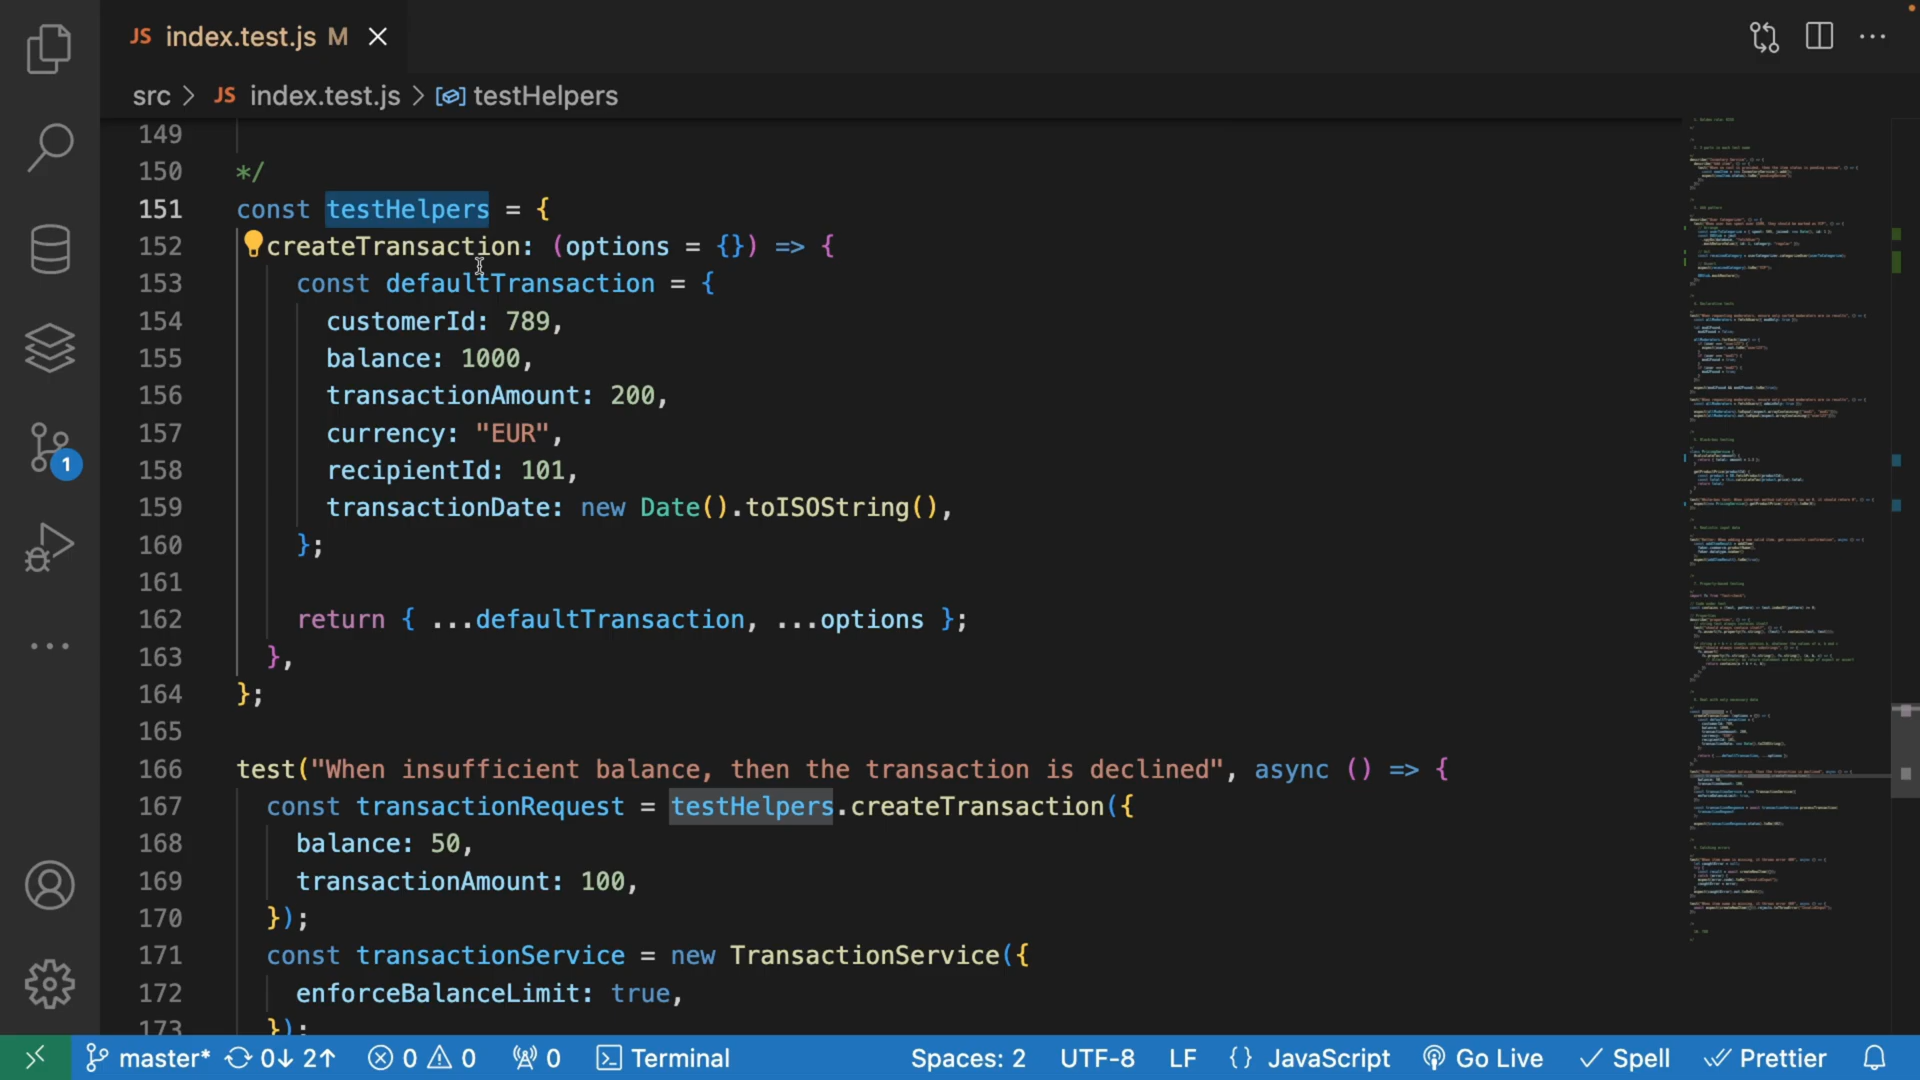 JS index.test.js M
src > JS index.test.js > testHelpers
149
150 */
151 const testHelpers = {
152 createTransaction: (options = {}) => {
153 const defaultTransaction = {
154 customerId: 789,
155 balance: 1000,
156 transactionAmount: 200,
157 currency: "EUR",
158 recipientId: 101,
159 transactionDate: new Date().toISOString(),
160 };
161
162 return { ...defaultTransaction, ...options };
163 },
164 };
165
166 test("When insufficient balance, then the transaction is declined", async () => {
167 const transactionRequest = testHelpers.createTransaction({
168 balance: 50,
169 transactionAmount: 100,
170 });
171 const transactionService = new TransactionService({
172 enforceBalanceLimit: true,
173 });
1
master* 0↓ 2↑ 0 0 0 Terminal Spaces: 2 UTF-8 LF {} JavaScript Go Live Spell Prettier